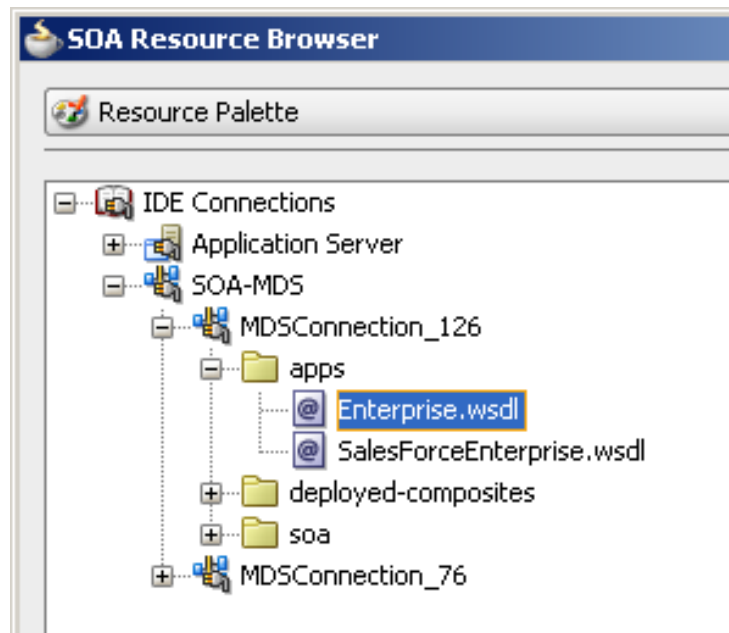 SOA Resource Browser
Resource Palette
IDE Connections
Application Server
SOA-MDS
MDSConnection_126
apps
Enterprise.wsdl
SalesForceEnterprise.wsdl
deployed-composites
soa
MDSConnection_76